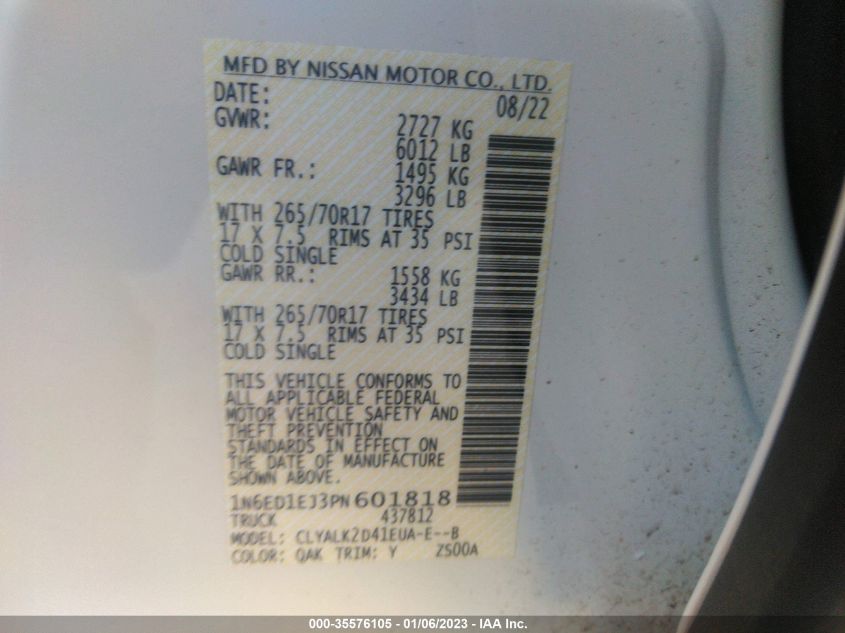 MFD BY NISSAN MOTOR CO., LTD.
DATE: 08/22
GVWR: 2727 KG
6012 LB
GAWR FR.: 1495 KG
3296 LB
WITH 265/70R17 TIRES
17 X 7.5 RIMS AT 35 PSI
COLD SINGLE
GAWR RR.: 1558 KG
3434 LB
WITH 265/70R17 TIRES
17 X 7.5 RIMS AT 35 PSI
COLD SINGLE
THIS VEHICLE CONFORMS TO
ALL APPLICABLE FEDERAL
MOTOR VEHICLE SAFETY AND
THEFT PREVENTION
STANDARDS IN EFFECT ON
THE DATE OF MANUFACTURE
SHOWN ABOVE.
1N6ED1EJ3PN601818
TRUCK 437812
MODEL: CLYALK2D41EUA-E--B
COLOR: QAK TRIM: Y ZS00A
000-35576105 - 01/06/2023 - IAA Inc.